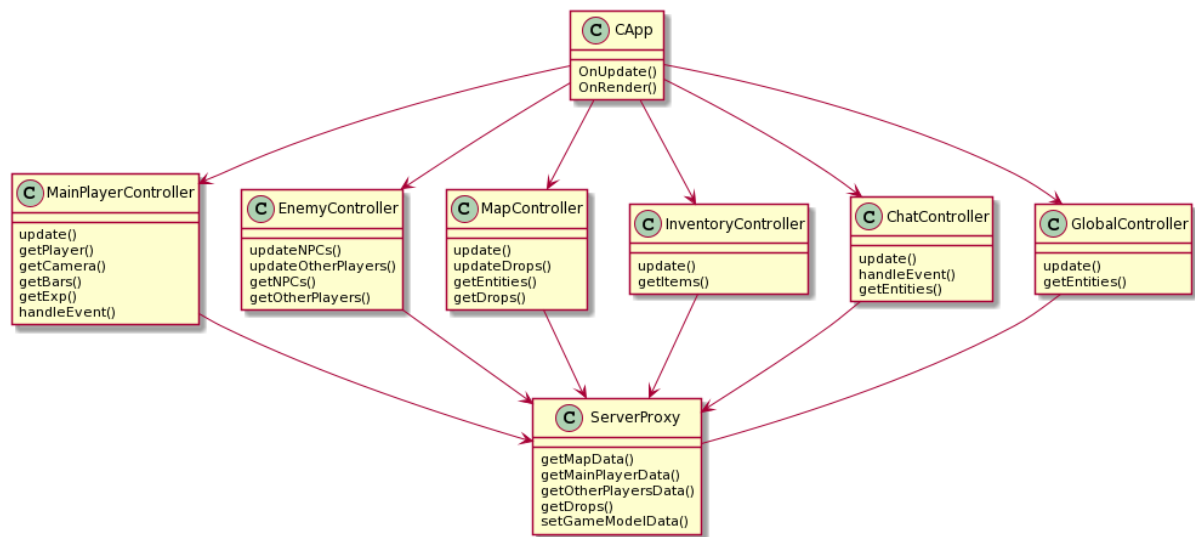 C CApp
OnUpdate()
OnRender()
C MainPlayerController
update()
getPlayer()
getCamera()
getBars()
getExp()
handleEvent()
C EnemyController
updateNPCs()
updateOtherPlayers()
getNPCs()
getOtherPlayers()
C MapController
update()
updateDrops()
getEntities()
getDrops()
C InventoryController
update()
getItems()
C ChatController
update()
handleEvent()
getEntities()
C GlobalController
update()
getEntities()
C ServerProxy
getMapData()
getMainPlayerData()
getOtherPlayersData()
getDrops()
setGameModelData()